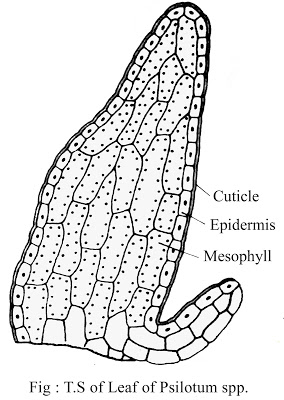 Cuticle
Epidermis
Mesophyll
Fig : T.S of Leaf of Psilotum spp.